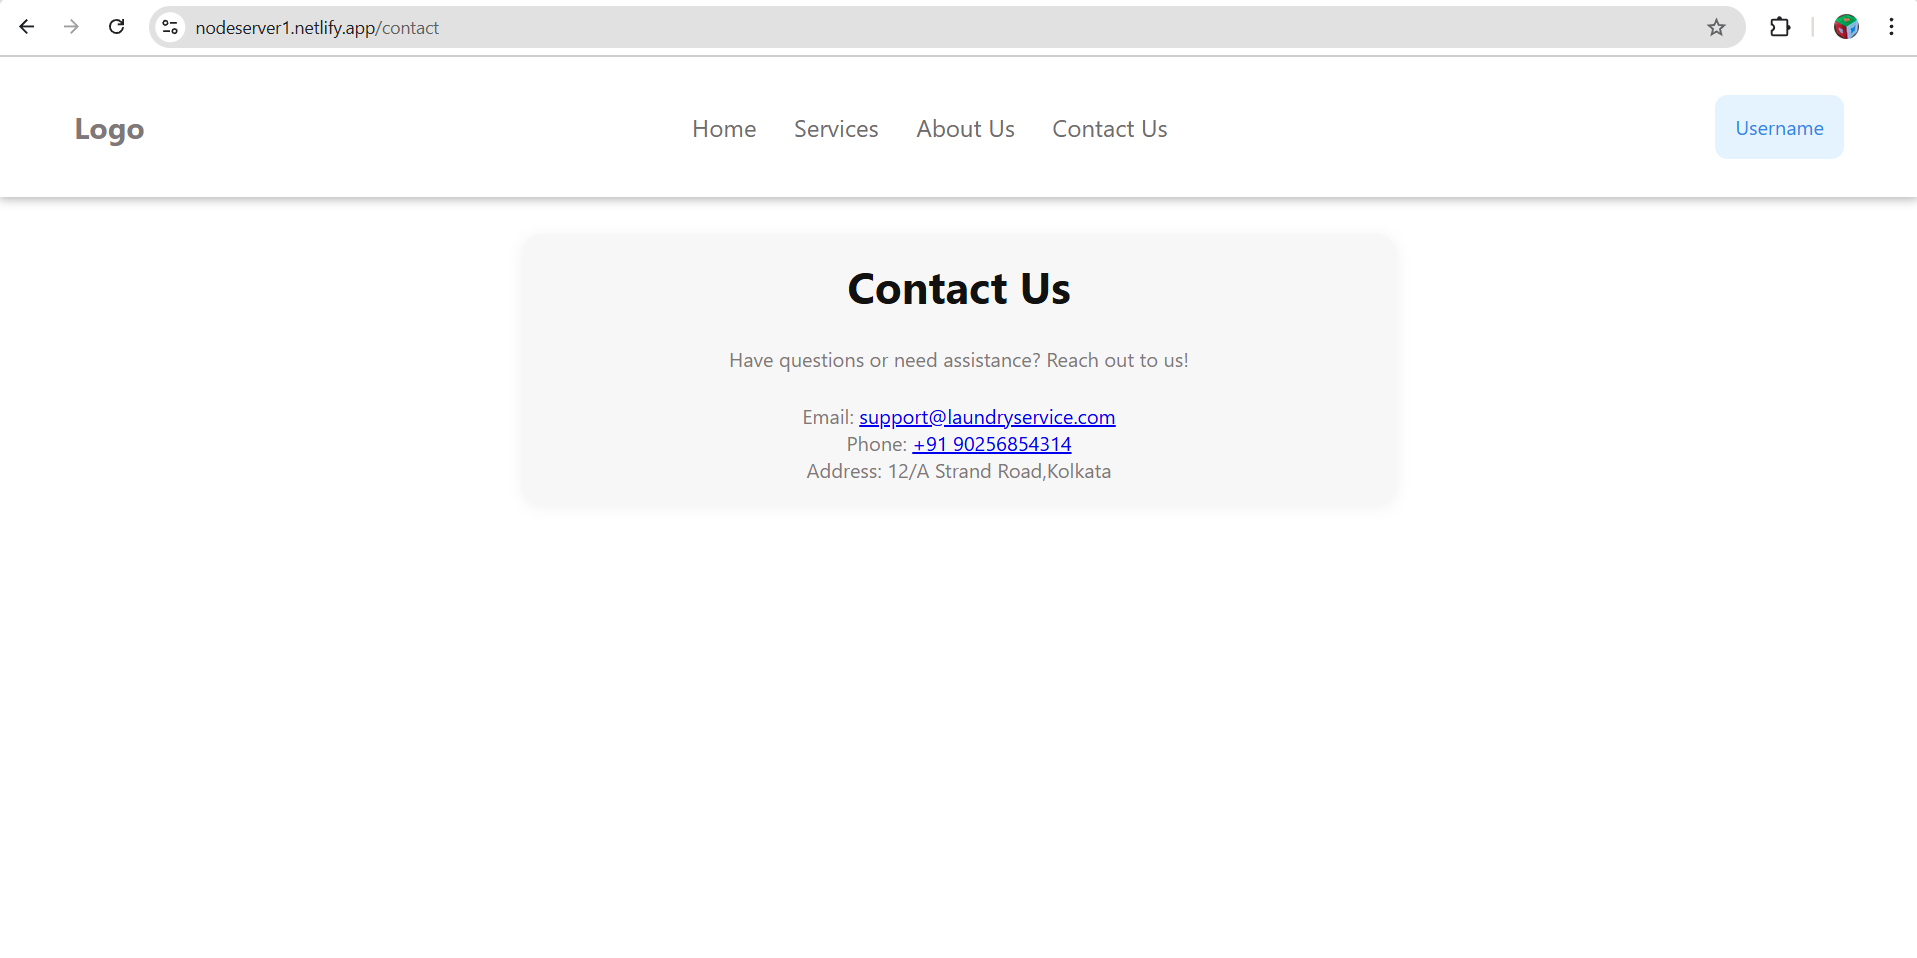 nodeserver1.netlify.app/contact
Logo
Home Services About Us Contact Us
Username
Contact Us
Have questions or need assistance? Reach out to us!
Email: support@laundryservice.com
Phone: +91 90256854314
Address: 12/A Strand Road,Kolkata